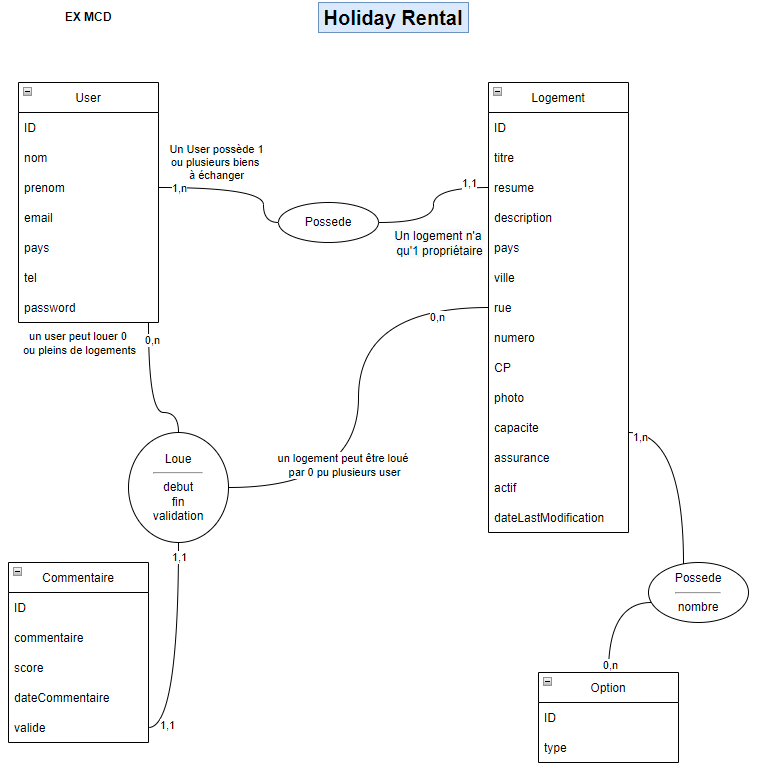 EX MCD
Holiday Rental
User
ID
nom
prenom
email
pays
tel
password
Un User possède 1
ou plusieurs biens
à échanger
1,n
Possede
1,1
Un logement n'a
qu'1 propriétaire
Logement
ID
titre
resume
description
pays
ville
rue
numero
CP
photo
capacite
assurance
actif
dateLastModification
un user peut louer 0
ou pleins de logements
0,n
0,n
Loue
debut
fin
validation
un logement peut être loué
par 0 pu plusieurs user
1,n
1,1
Commentaire
ID
commentaire
score
dateCommentaire
valide
1,1
Possede
nombre
0,n
Option
ID
type